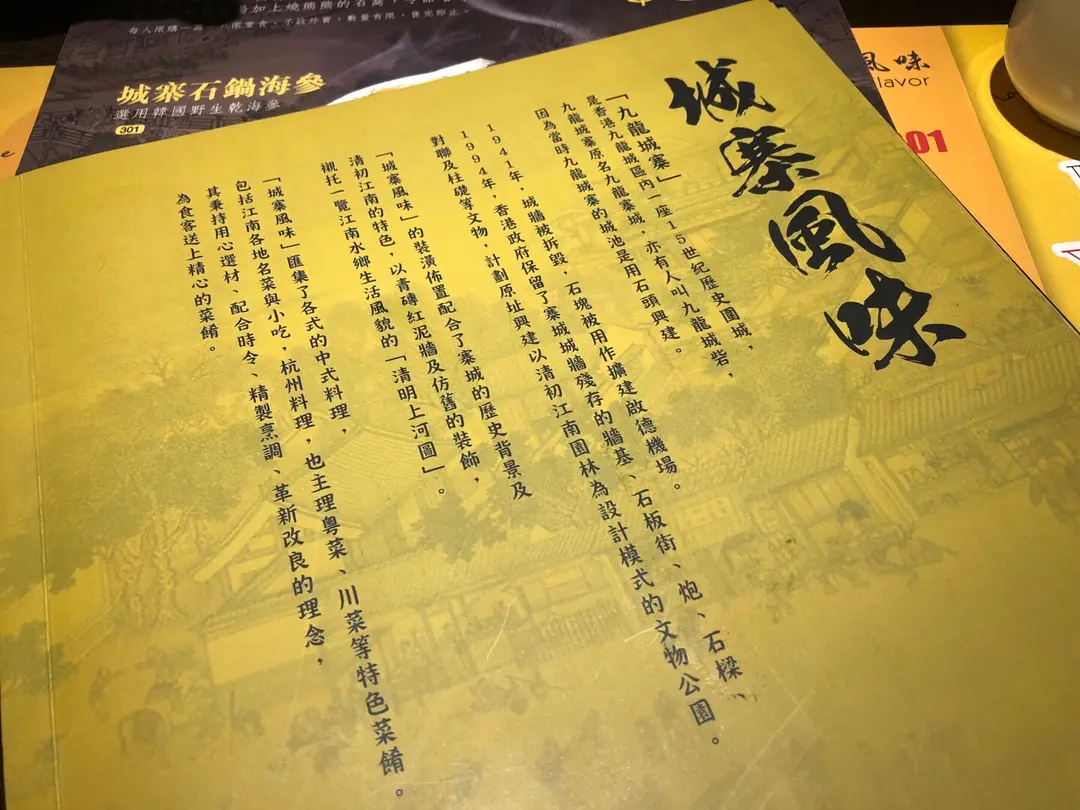 城寨風味
「九龍城寨」
是香港九龍城區內一座15世紀歷史圍城，
九龍城寨原名九龍寨城，亦有人叫九龍城砦，
因為當時九龍城寨的城池是用石頭興建。
1941年，城牆被拆毀，石塊被用作擴建啟德機場。
1994年，香港政府保留了寨城城牆殘存的牆基、石板街、炮、石樑、
對聯及柱礎等文物，計劃原址興建以清初江南園林為設計模式的文物公園。
「城寨風味」的裝潢佈置配合了寨城的歷史背景及
清初江南的特色，以青磚紅泥牆及仿舊的裝飾，
襯托一覽江南水鄉生活風貌的「清明上河圖」。
「城寨風味」匯集了各式的中式料理，
包括江南各地名菜與小吃，杭州料理，也主理粵菜、川菜等特色菜餚。
其秉持用心選材、配合時令、精製烹調、革新改良的理念，
為食客送上精心的菜餚。
加上燒熱熊的石窩
城寨石鍋海參
選用韓國野生乾海參
301
風味
lavor
01